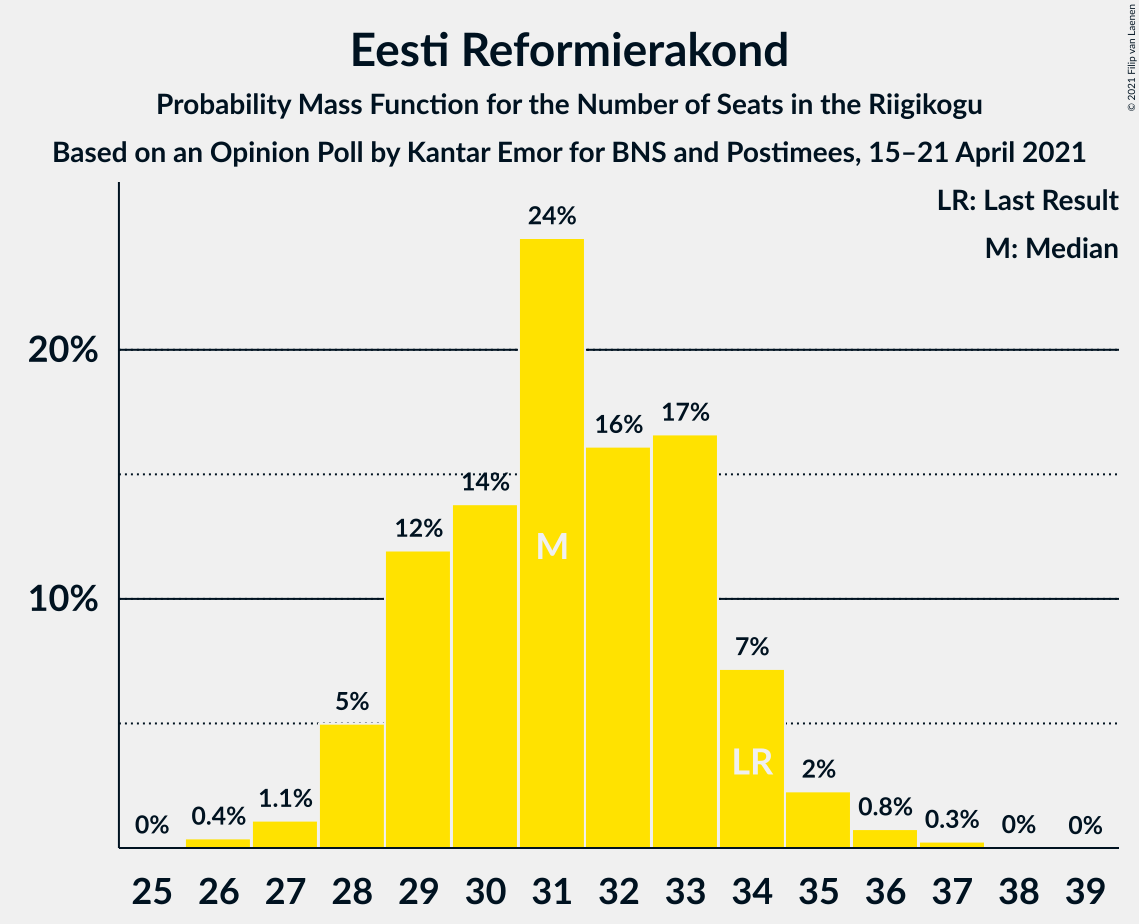 Eesti Reformierakond
Probability Mass Function for the Number of Seats in the Riigikogu
Based on an Opinion Poll by Kantar Emor for BNS and Postimees, 15–21 April 2021
© 2021 Filip van Laenen
LR: Last Result
M: Median
20%
10%
0%
0.4%
1.1%
5%
12%
14%
24%
16%
17%
7%
2%
0.8%
0.3%
0%
0%
M
LR
25 26 27 28 29 30 31 32 33 34 35 36 37 38 39